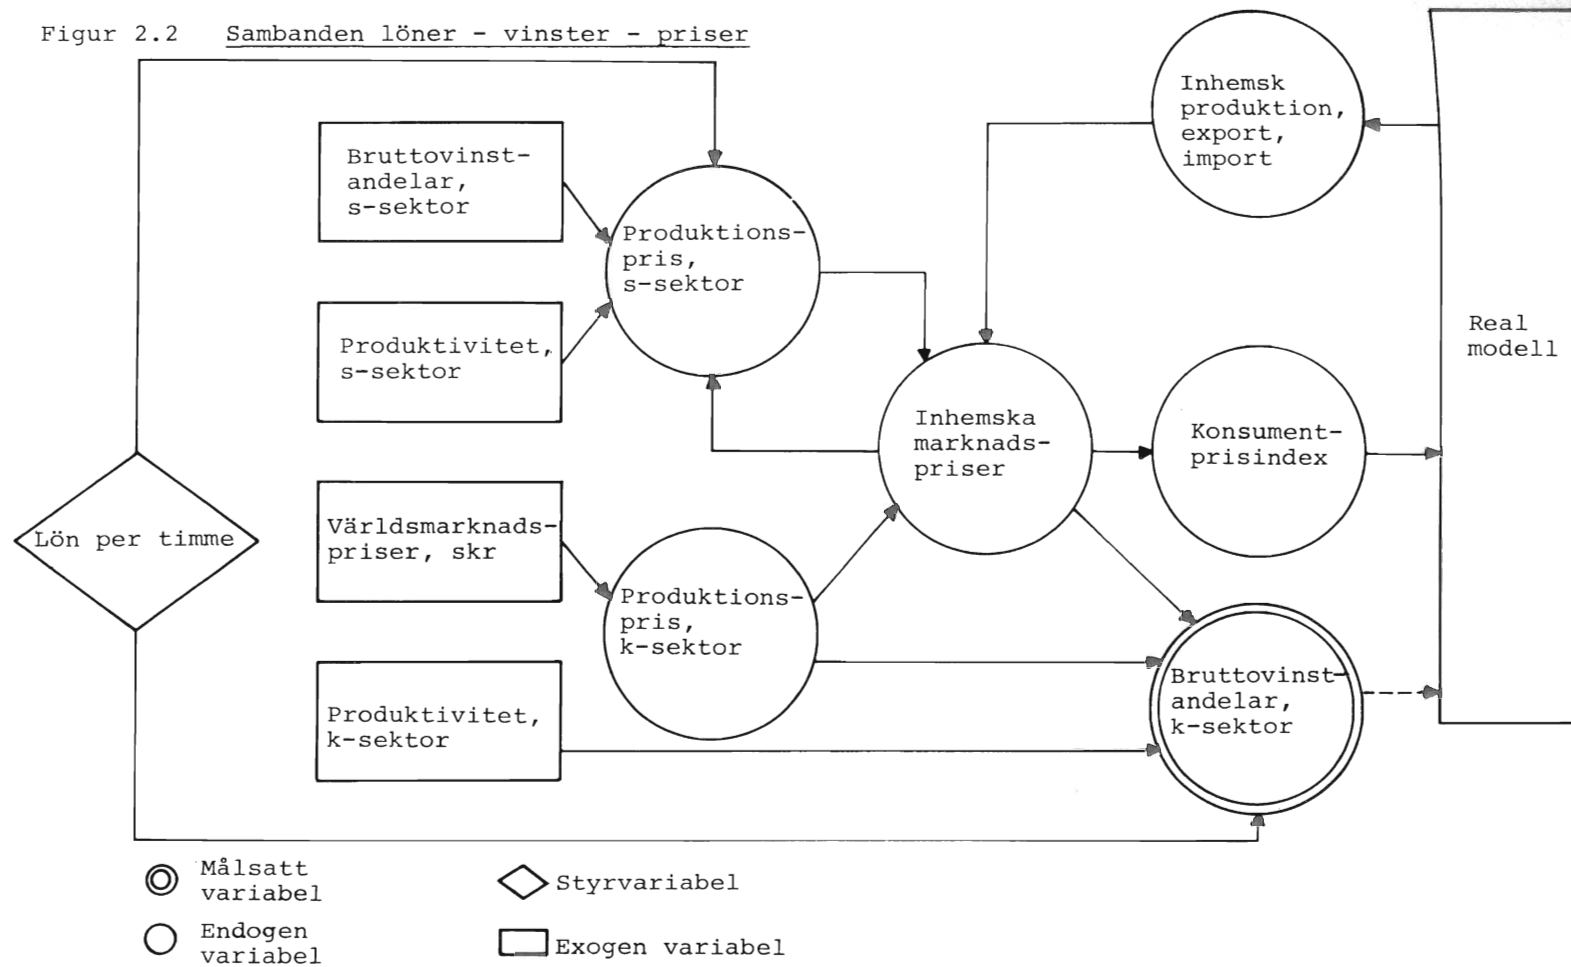 Figur 2.2 Sambanden löner - vinster - priser
Inhemsk
produktion,
export,
import
Bruttovinst-
andelar,
s-sektor
Produktions-
pris,
s-sektor
Produktivitet,
s-sektor
Real
modell
Inhemska
marknads-
priser
Konsument-
prisindex
Lön per timme
Världsmarknads-
priser, skr
Produktions-
pris,
k-sektor
Produktivitet,
k-sektor
Bruttovinst-
andelar,
k-sektor
Målsatt
variabel
Styrvariabel
Endogen
variabel
Exogen variabel